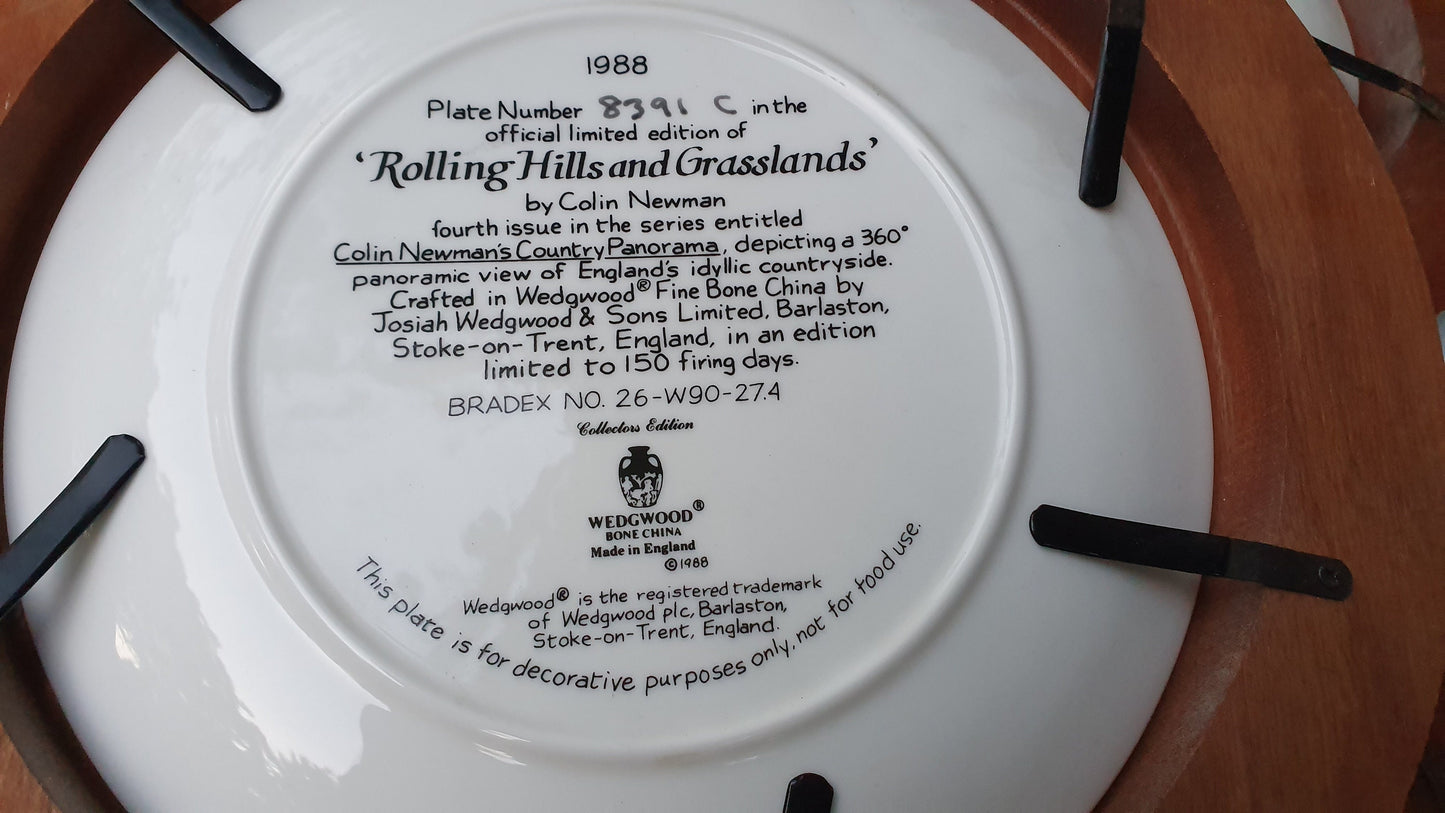 1988
Plate Number 8391 C in the
official limited edition of
'Rolling Hills and Grasslands'
by Colin Newman
fourth issue in the series entitled
Colin Newman's Country Panorama, depicting a 360°
panoramic view of England's idyllic countryside.
Crafted in Wedgwood® Fine Bone China by
Josiah Wedgwood & Sons Limited, Barlaston,
Stoke-on-Trent, England, in an edition
limited to 150 firing days.
BRADEX NO. 26-W90-27.4
Collectors Edition
WEDGWOOD®
BONE CHINA
Made in England
©1988
Wedgwood® is the registered trademark
of Wedgwood plc, Barlaston,
Stoke-on-Trent, England.
This plate is for decorative purposes only, not for food use.